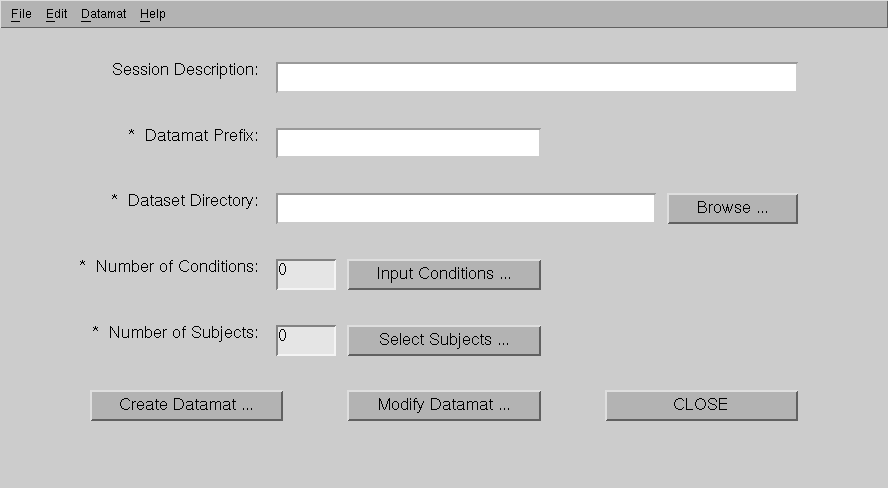 File Edit Datamat Help
Session Description:
* Datamat Prefix:
* Dataset Directory: Browse ...
* Number of Conditions: 0 Input Conditions ...
* Number of Subjects: 0 Select Subjects ...
Create Datamat ... Modify Datamat ... CLOSE